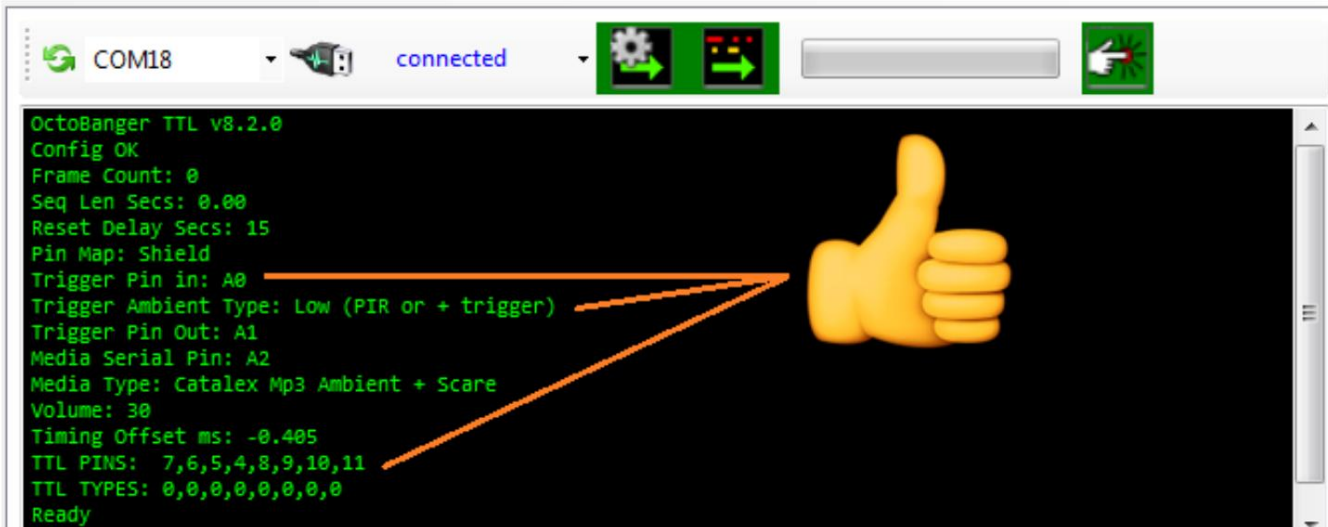 COM18
connected
OctoBanger TTL v8.2.0
Config OK
Frame Count: 0
Seq Len Secs: 0.00
Reset Delay Secs: 15
Pin Map: Shield
Trigger Pin in: A0
Trigger Ambient Type: Low (PIR or + trigger)
Trigger Pin Out: A1
Media Serial Pin: A2
Media Type: Catalex Mp3 Ambient + Scare
Volume: 30
Timing Offset ms: -0.405
TTL PINS:  7,6,5,4,8,9,10,11
TTL TYPES: 0,0,0,0,0,0,0,0
Ready